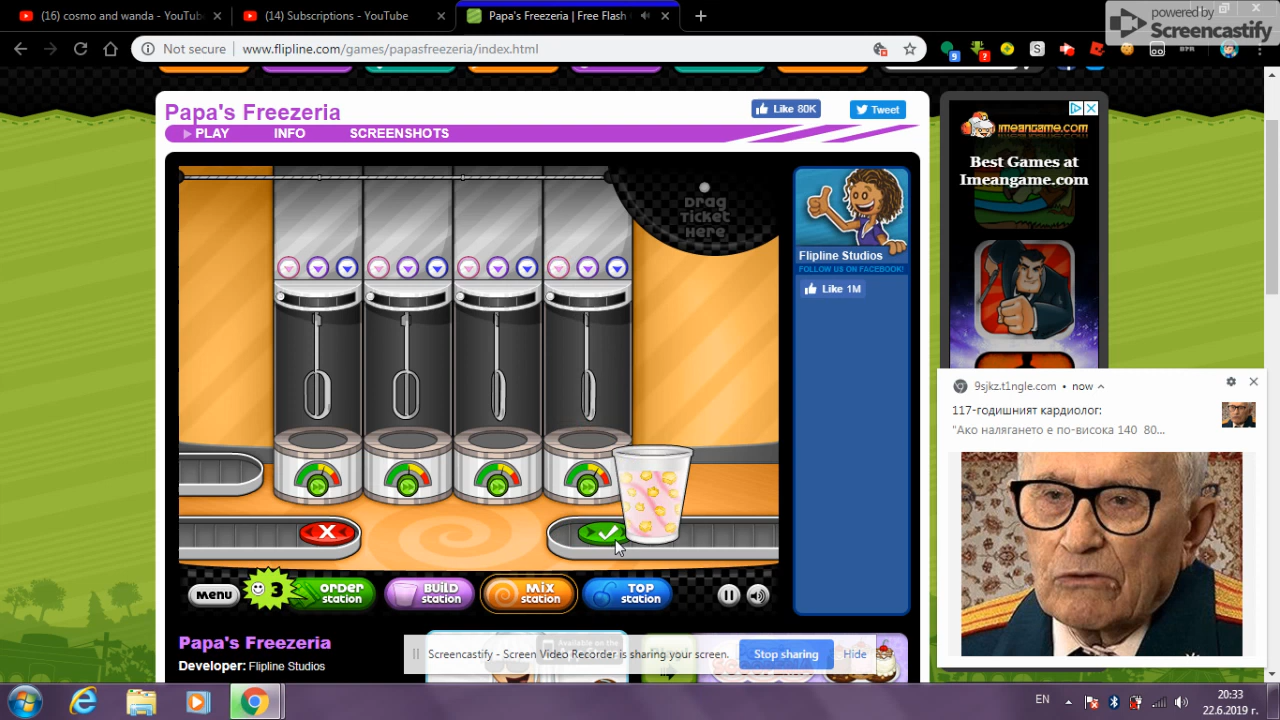 (16) cosmo and wanda - YouTub
(14) Subscriptions - YouTube
Papa's Freezeria | Free Flash
powered by
Screencastify
Not secure
www.flipline.com/games/papasfreezeria/index.html
Papa's Freezeria
Like 80K
Tweet
PLAY
INFO
SCREENSHOTS
imeangame.com
Best Games at
Imeangame.com
DRAG
TICKET
HERE
Flipline Studios
FOLLOW US ON FACEBOOK!
Like 1M
9sjkz.t1ngle.com • now
117-годишният кардиолог:
"Ако налягането е по-висока 140 80...
menu
3
ORDER
station
BUILD
station
MIX
station
TOP
station
Papa's Freezeria
Developer: Flipline Studios
Screencastify - Screen Video Recorder is sharing your screen.
Stop sharing
Hide
EN
20:33
22.6.2019 г.